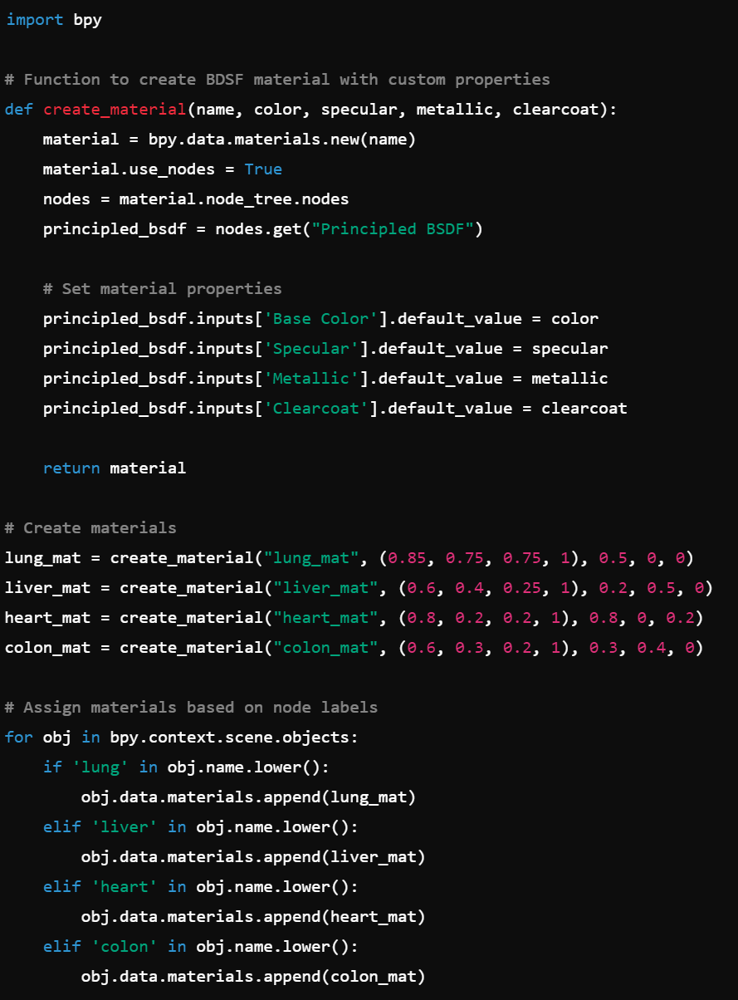 import bpy

# Function to create BDSF material with custom properties
def create_material(name, color, specular, metallic, clearcoat):
    material = bpy.data.materials.new(name)
    material.use_nodes = True
    nodes = material.node_tree.nodes
    principled_bsdf = nodes.get("Principled BSDF")

    # Set material properties
    principled_bsdf.inputs['Base Color'].default_value = color
    principled_bsdf.inputs['Specular'].default_value = specular
    principled_bsdf.inputs['Metallic'].default_value = metallic
    principled_bsdf.inputs['Clearcoat'].default_value = clearcoat

    return material

# Create materials
lung_mat = create_material("lung_mat", (0.85, 0.75, 0.75, 1), 0.5, 0, 0)
liver_mat = create_material("liver_mat", (0.6, 0.4, 0.25, 1), 0.2, 0.5, 0)
heart_mat = create_material("heart_mat", (0.8, 0.2, 0.2, 1), 0.8, 0, 0.2)
colon_mat = create_material("colon_mat", (0.6, 0.3, 0.2, 1), 0.3, 0.4, 0)

# Assign materials based on node labels
for obj in bpy.context.scene.objects:
    if 'lung' in obj.name.lower():
        obj.data.materials.append(lung_mat)
    elif 'liver' in obj.name.lower():
        obj.data.materials.append(liver_mat)
    elif 'heart' in obj.name.lower():
        obj.data.materials.append(heart_mat)
    elif 'colon' in obj.name.lower():
        obj.data.materials.append(colon_mat)